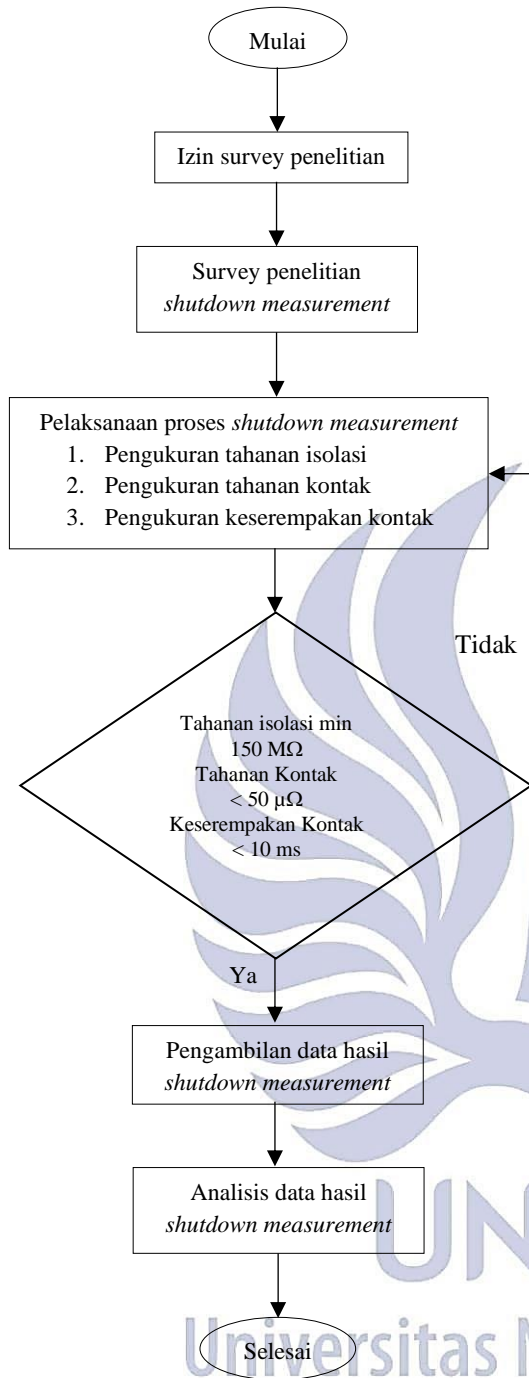 Mulai
Izin survey penelitian
Survey penelitian
shutdown measurement
Pelaksanaan proses shutdown measurement
1. Pengukuran tahanan isolasi
2. Pengukuran tahanan kontak
3. Pengukuran keserempakan kontak
Tidak
Tahanan isolasi min
150 MΩ
Tahanan Kontak
< 50 μΩ
Keserempakan Kontak
< 10 ms
Ya
Pengambilan data hasil
shutdown measurement
Analisis data hasil
shutdown measurement
UN
Selesai
Universitas